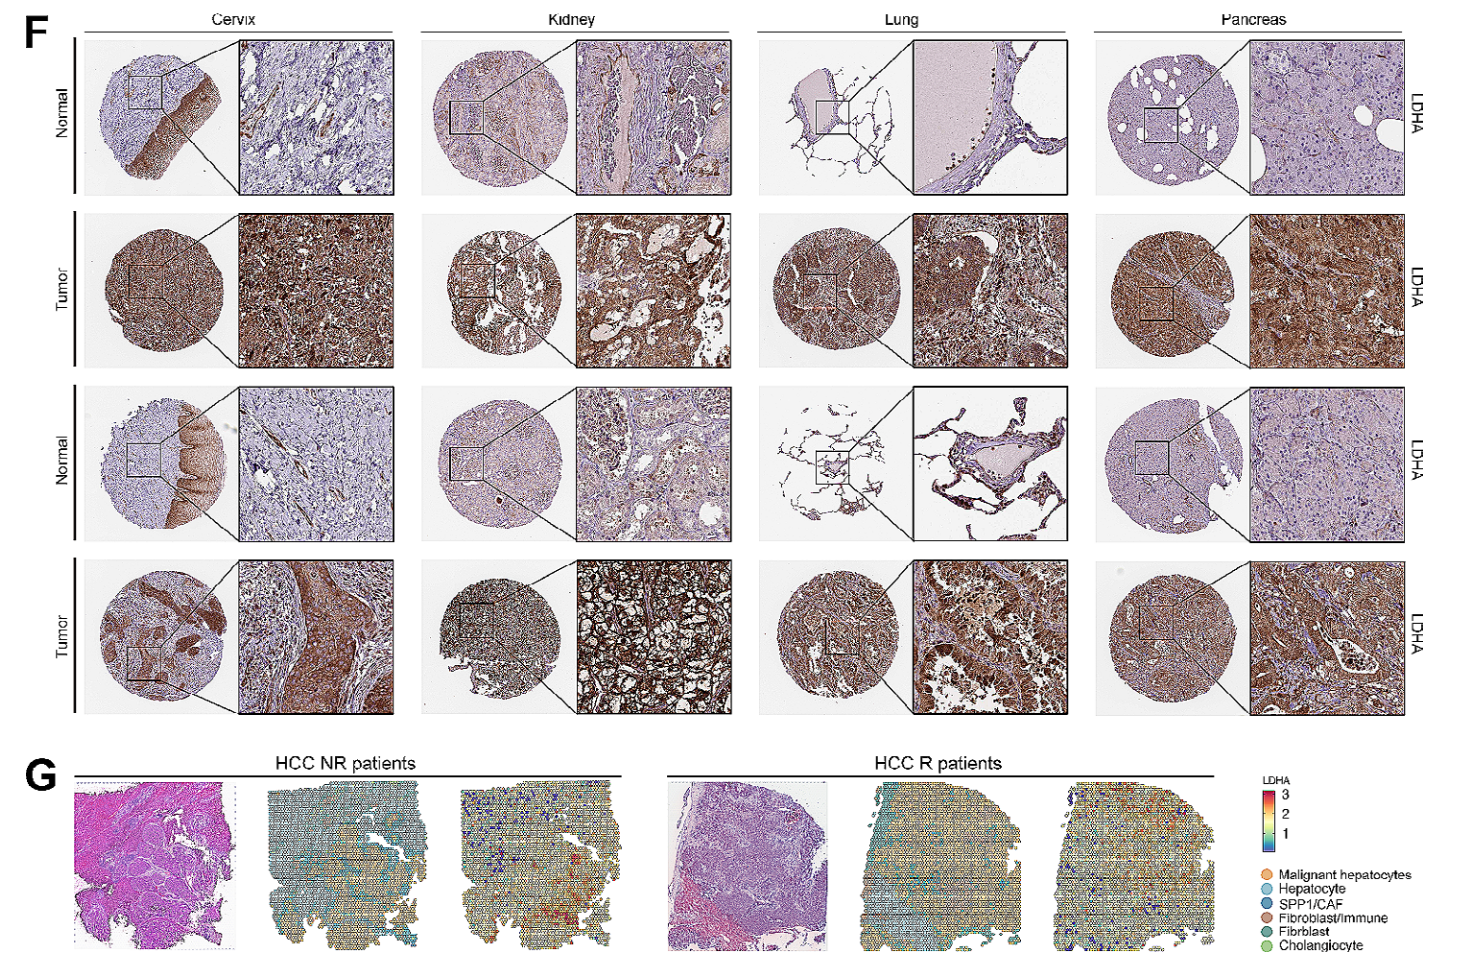 F
Cervix
Kidney
Lung
Pancreas
Normal
LDHA
Tumor
LDHA
Normal
LDHA
Tumor
LDHA
G
HCC NR patients
HCC R patients
LDHA
3
2
1
Malignant hepatocytes
Hepatocyte
SPP1/CAF
Fibroblast/Immune
Fibrblast
Cholangiocyte